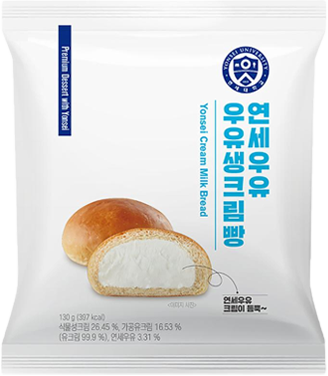 YONSEI UNIVERSITY
Premium Dessert with Yonsei
연세우유
우유생크림빵
Yonsei Cream Milk Bread
연세우유
크림이 듬뿍~
130 g (397 kcal)
식물성크림 26.45 %, 가공유크림 16.53 %
(유크림 99.9 %), 연세우유 3.31 %